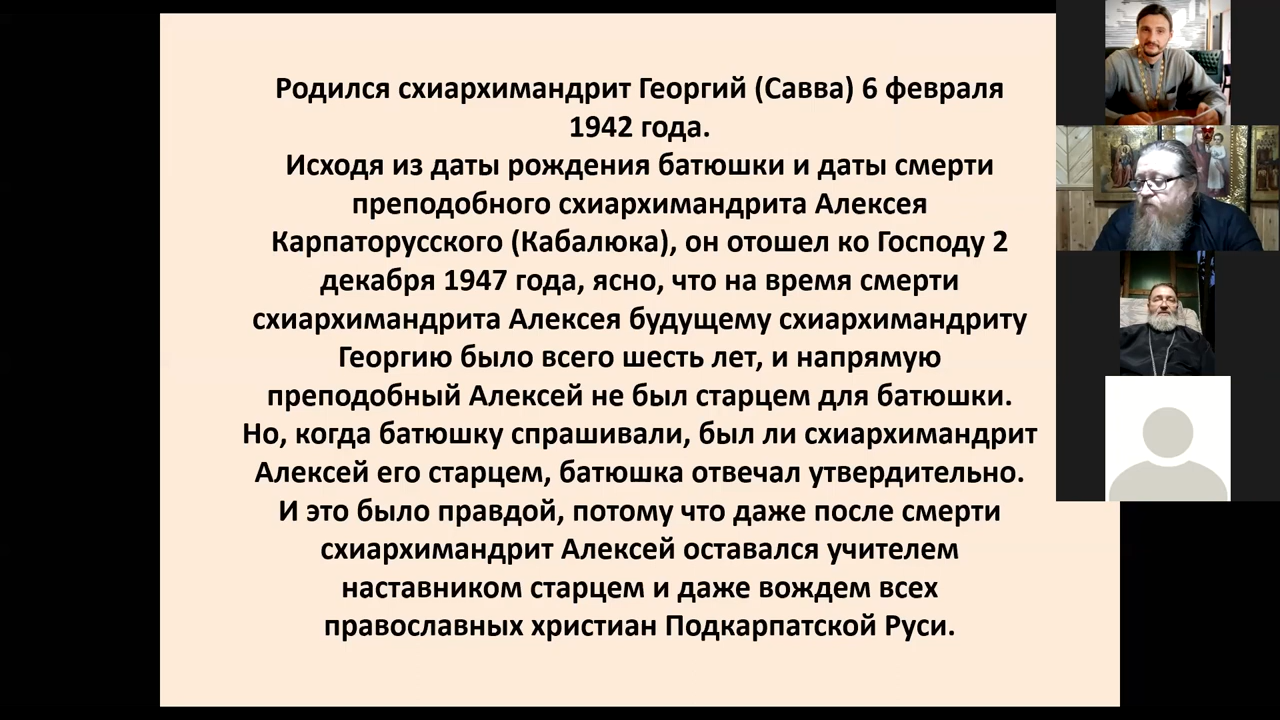 Родился схиархимандрит Георгий (Савва) 6 февраля
1942 года.
Исходя из даты рождения батюшки и даты смерти
преподобного схиархимандрита Алексея
Карпаторусского (Кабалюка), он отошел ко Господу 2
декабря 1947 года, ясно, что на время смерти
схиархимандрита Алексея будущему схиархимандриту
Георгию было всего шесть лет, и напрямую
преподобный Алексей не был старцем для батюшки.
Но, когда батюшку спрашивали, был ли схиархимандрит
Алексей его старцем, батюшка отвечал утвердительно.
И это было правдой, потому что даже после смерти
схиархимандрит Алексей оставался учителем
наставником старцем и даже вождем всех
православных христиан Подкарпатской Руси.